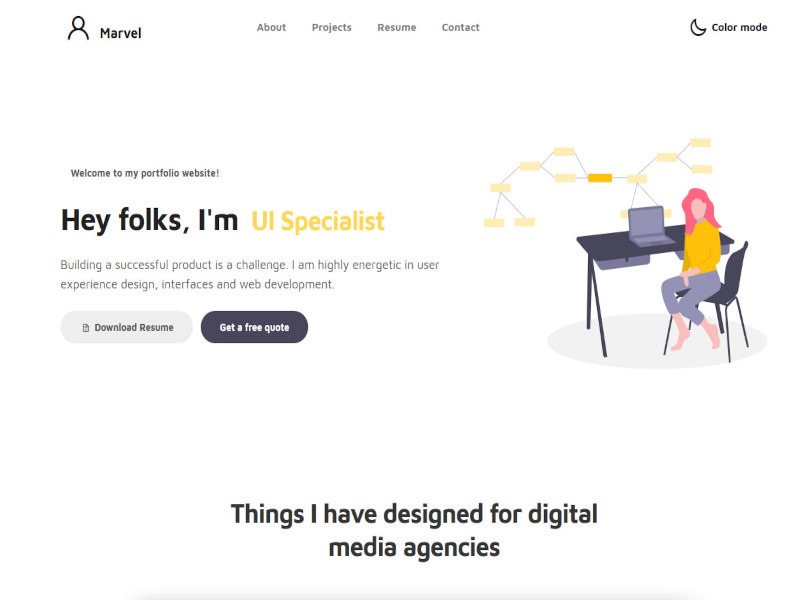 Marvel
About
Projects
Resume
Contact
Color mode
Welcome to my portfolio website!
Hey folks, I'm UI Specialist
Building a successful product is a challenge. I am highly energetic in user
experience design, interfaces and web development.
Download Resume
Get a free quote
Things I have designed for digital
media agencies